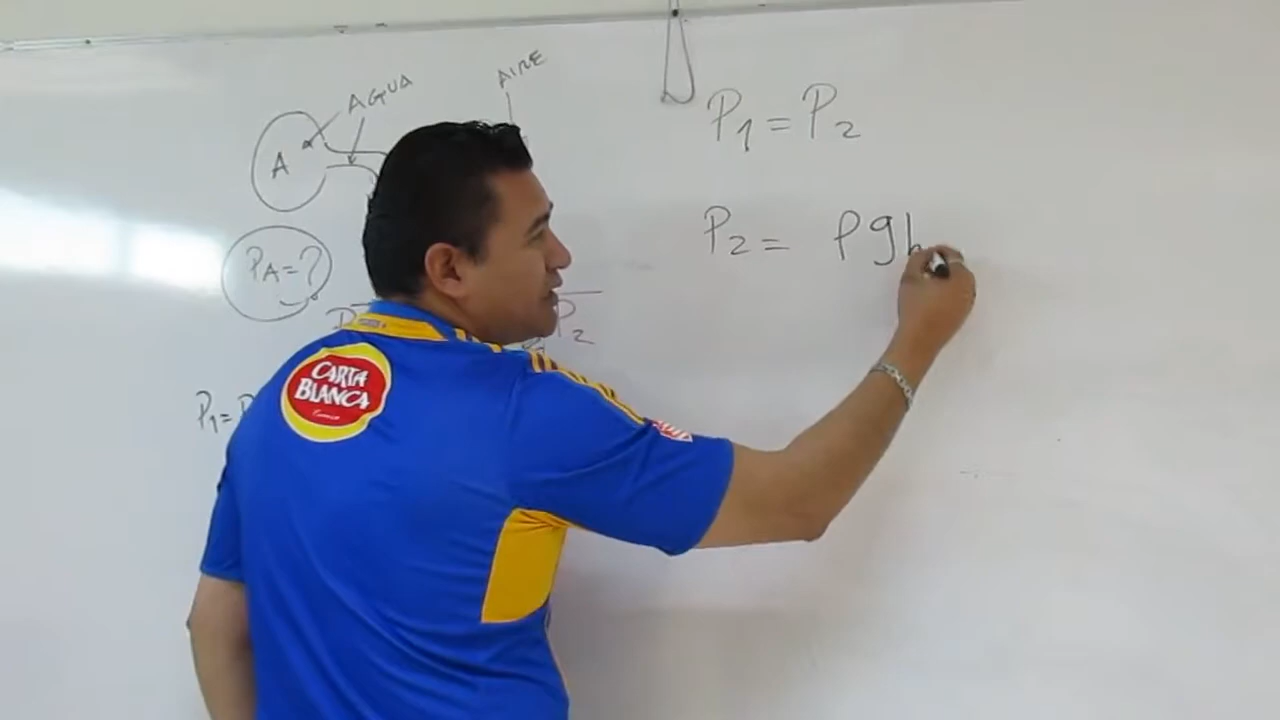 AGUA
AIRE
A
P1 = P2
P2 = ρgh
PA = ?
P2
P1 =
CARTA
BLANCA